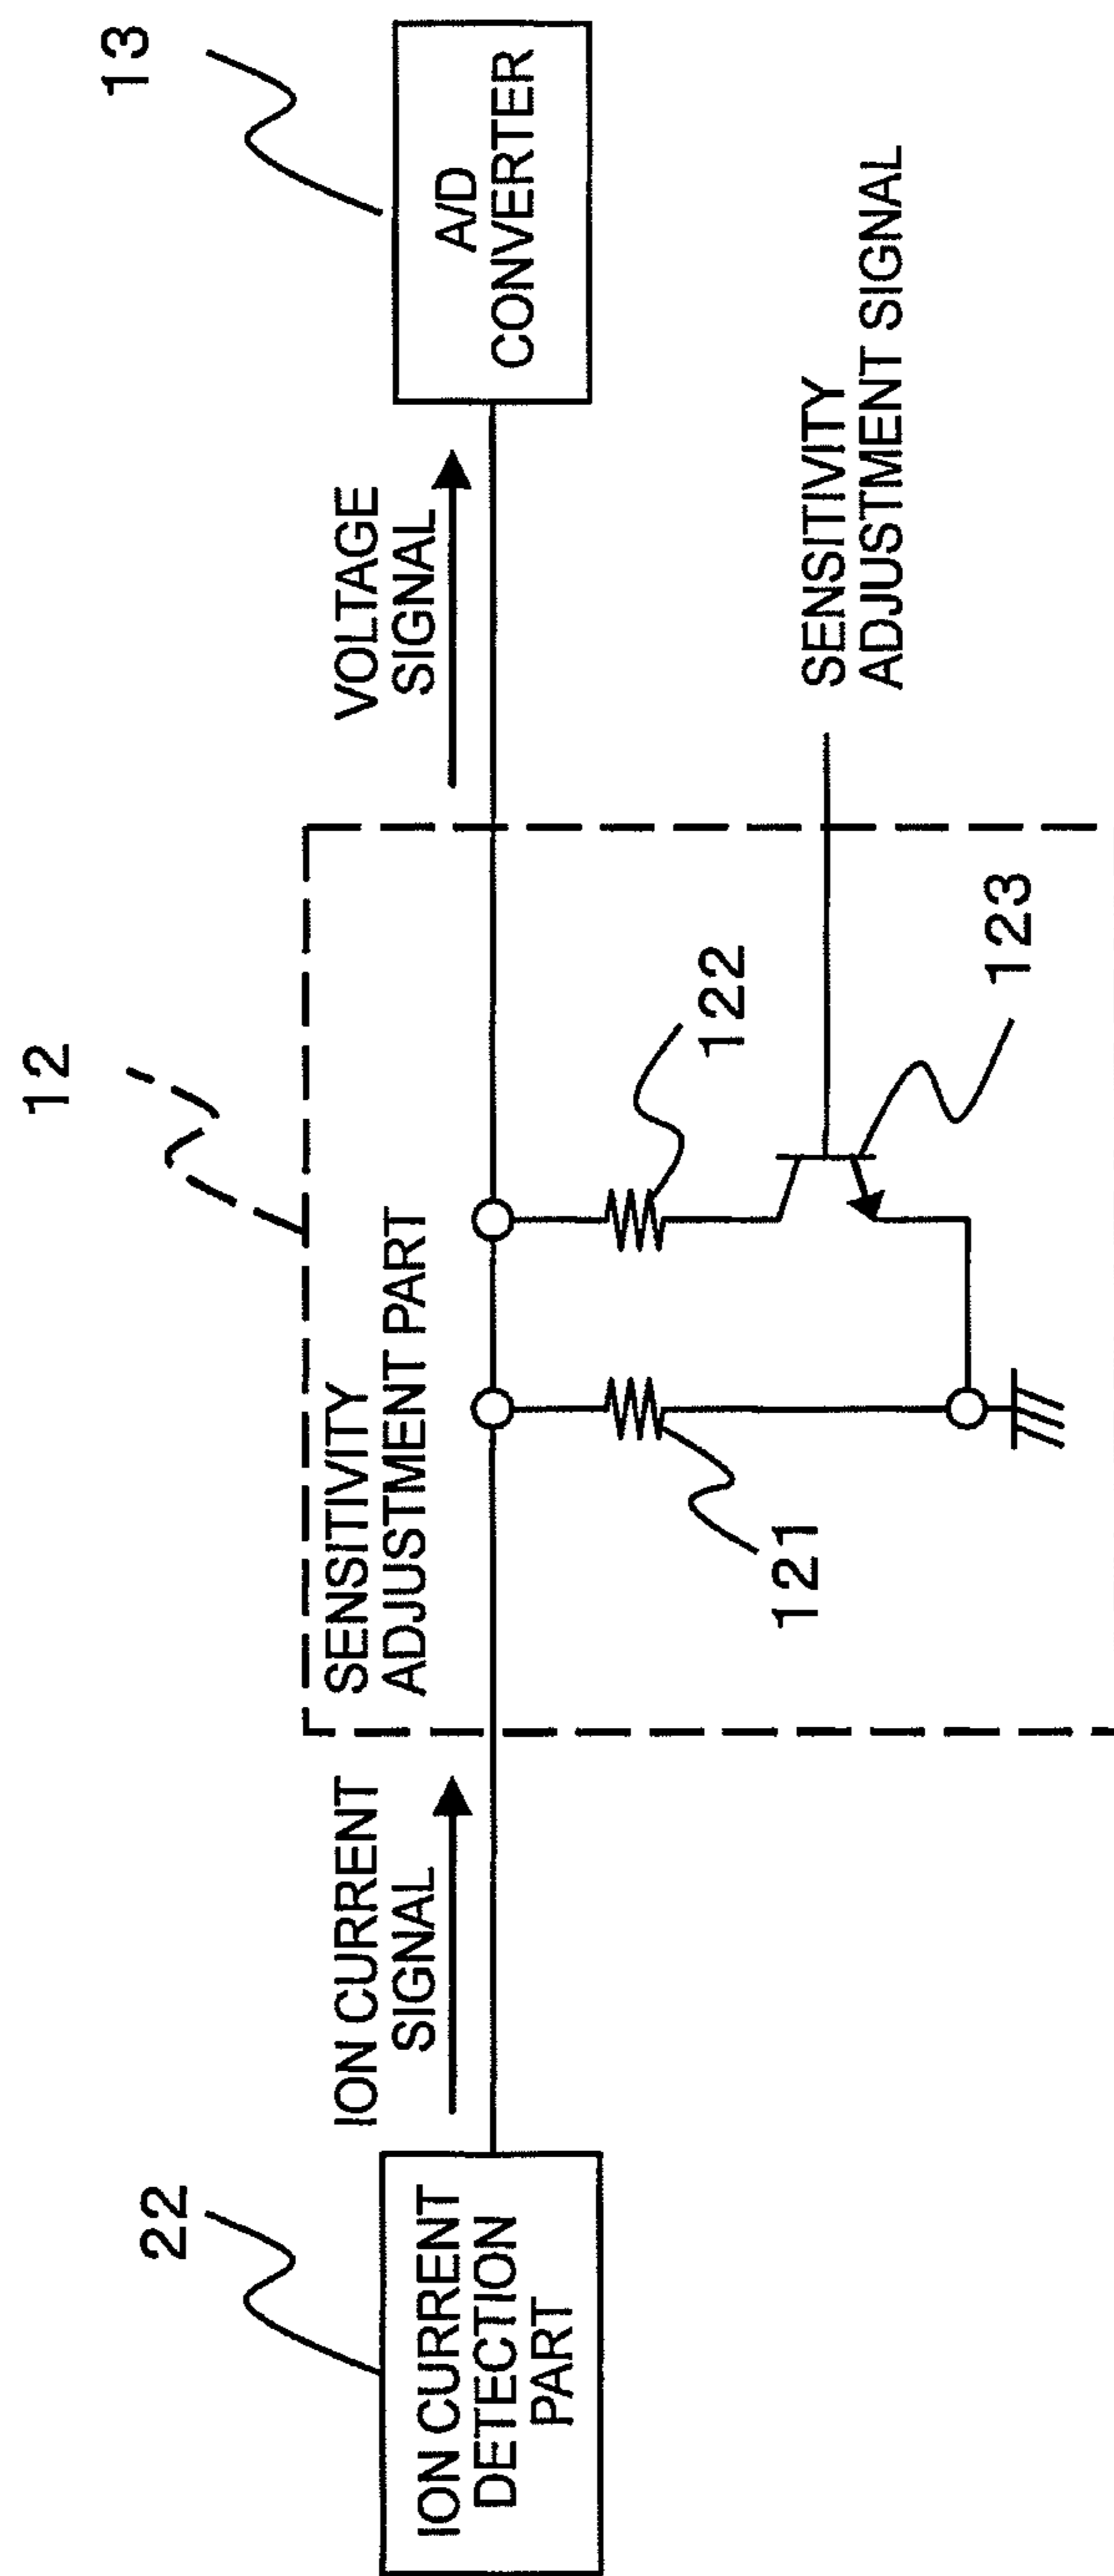 12
13
22
SENSITIVITY
ADJUSTMENT PART
ION CURRENT
SIGNAL
VOLTAGE
SIGNAL
ION CURRENT
DETECTION
PART
A/D
CONVERTER
121
122
123
SENSITIVITY
ADJUSTMENT SIGNAL